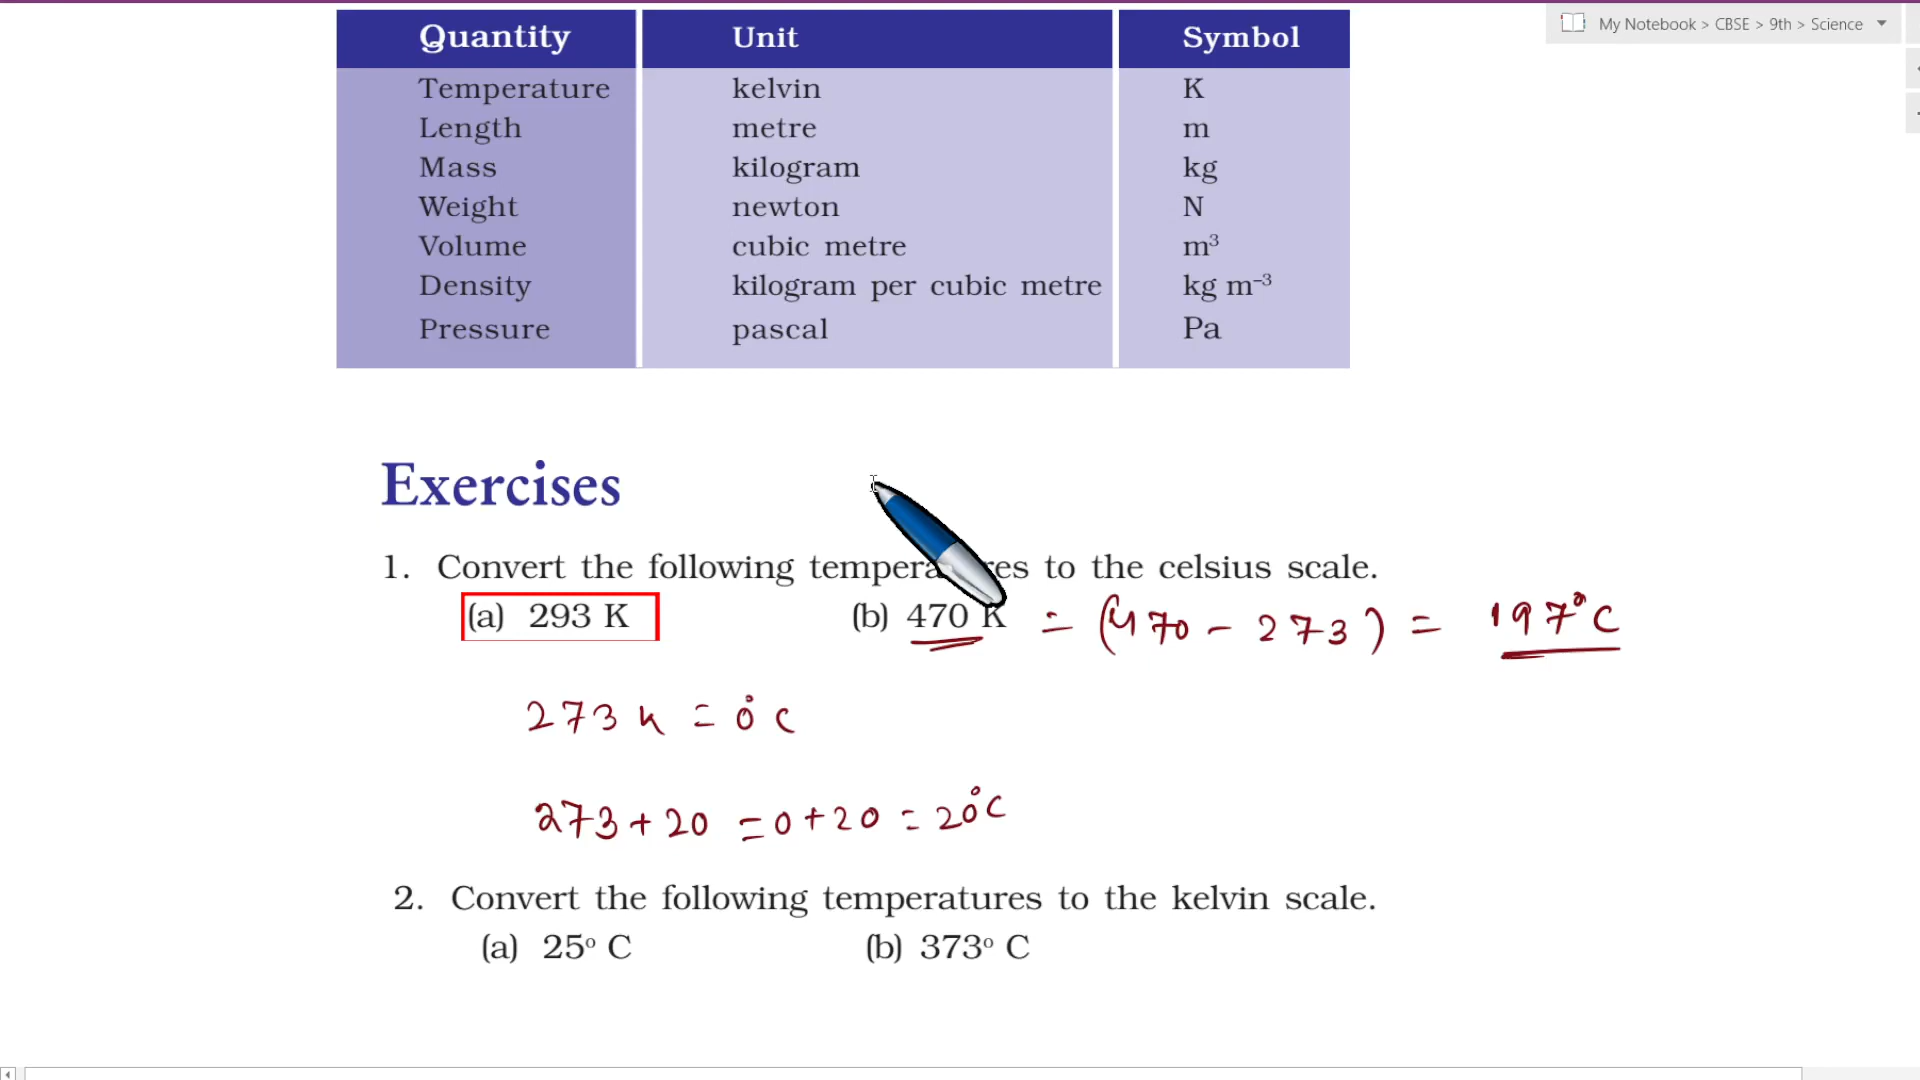 My Notebook > CBSE > 9th > Science
Quantity Unit Symbol
Temperature kelvin K
Length metre m
Mass kilogram kg
Weight newton N
Volume cubic metre m³
Density kilogram per cubic metre kg m⁻³
Pressure pascal Pa
Exercises
1. Convert the following temperatures to the celsius scale.
(a) 293 K (b) 470 K = (470 - 273) = 197°C
273 K = 0°C
273 + 20 = 0 + 20 = 20°C
2. Convert the following temperatures to the kelvin scale.
(a) 25° C (b) 373° C